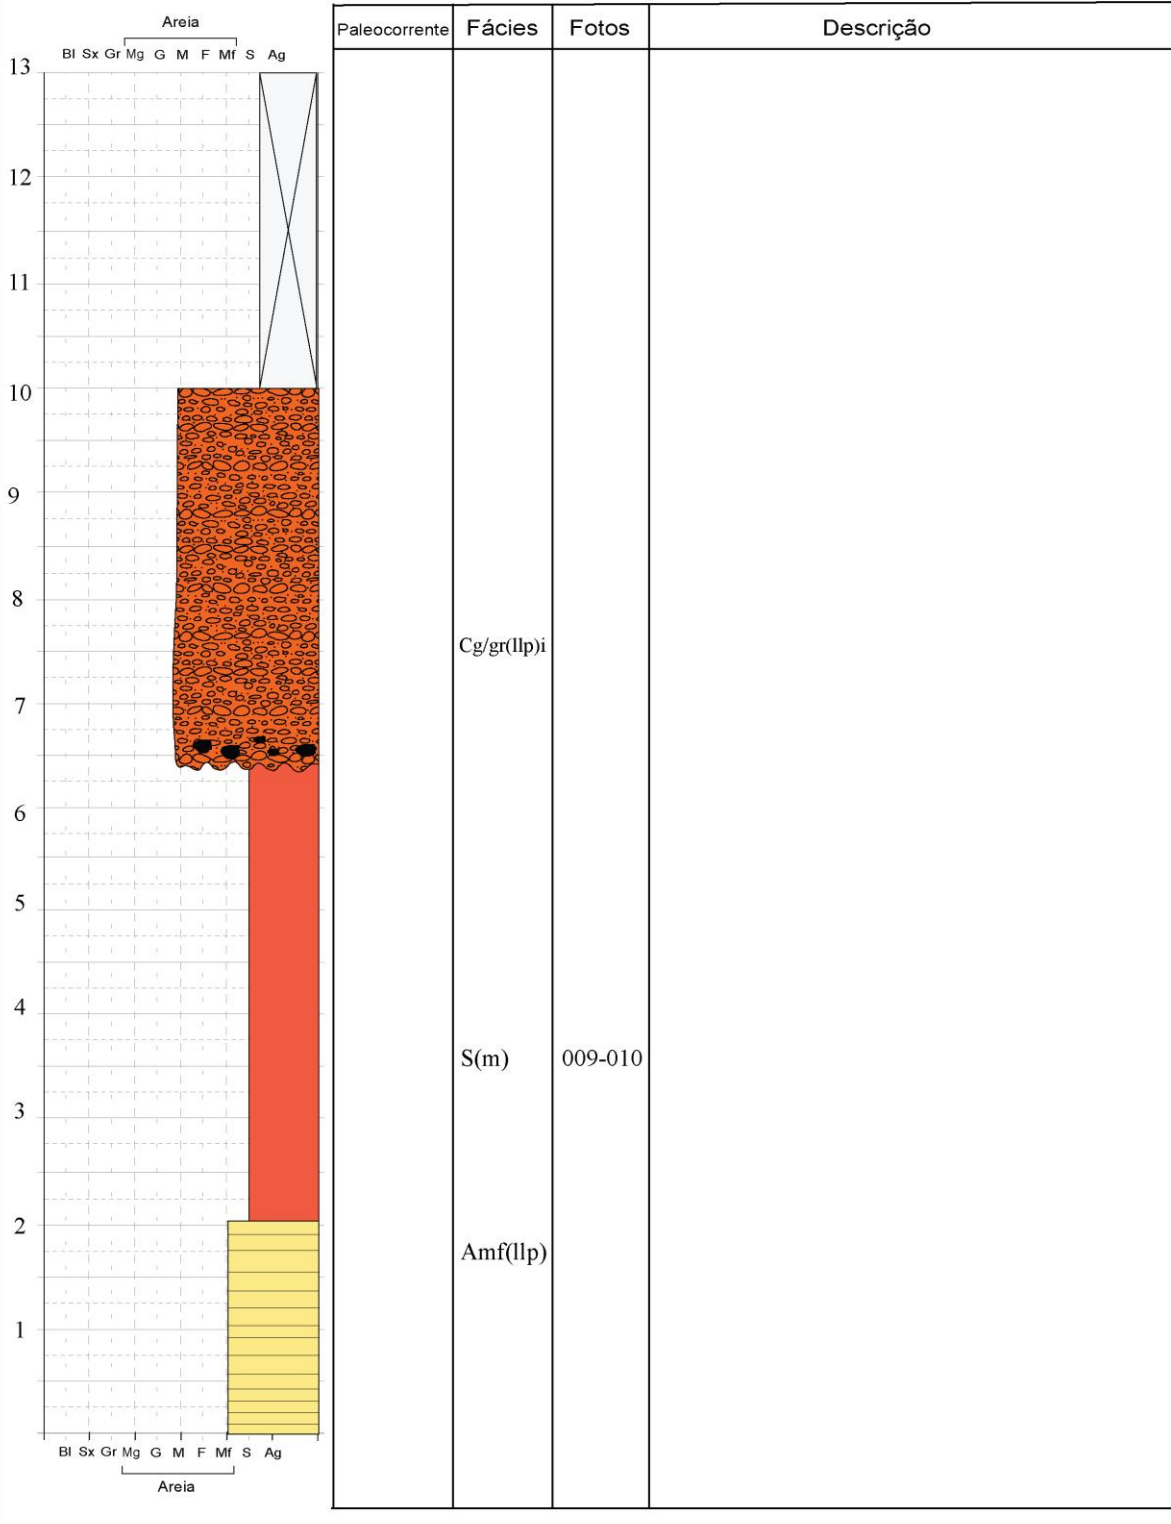 Areia
Bl Sx Gr Mg G M F Mf S Ag
Paleocorrente Fácies Fotos Descrição
13
12
11
10
9
8
Cg/gr(llp)i
7
6
5
4
S(m) 009-010
3
2
Amf(llp)
1
Bl Sx Gr Mg G M F Mf S Ag
Areia